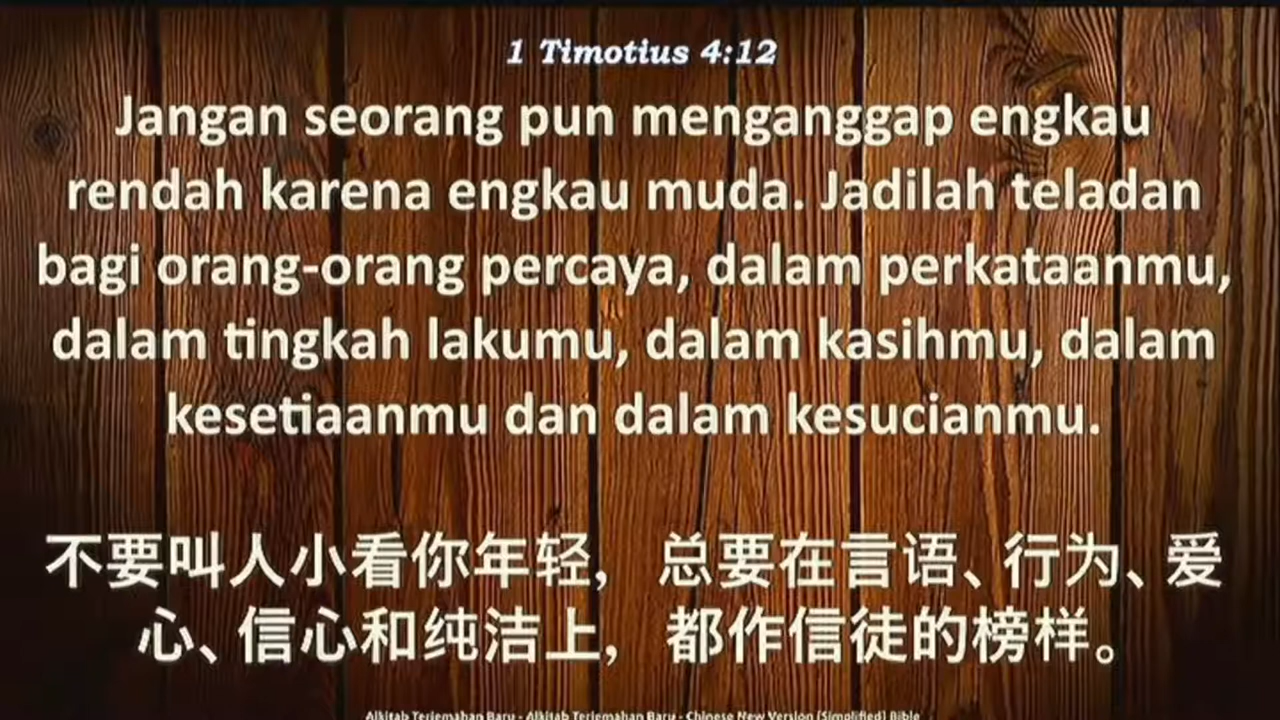 1 Timotius 4:12
Jangan seorang pun menganggap engkau
rendah karena engkau muda. Jadilah teladan
bagi orang-orang percaya, dalam perkataanmu,
dalam tingkah lakumu, dalam kasihmu, dalam
kesetiaanmu dan dalam kesucianmu.
不要叫人小看你年轻， 总要在言语、行为、爱
心、信心和纯洁上， 都作信徒的榜样。
Alkitab Terjemahan Baru - Alkitab Terjemahan Baru - Chinese New Version (Simplified) Bible